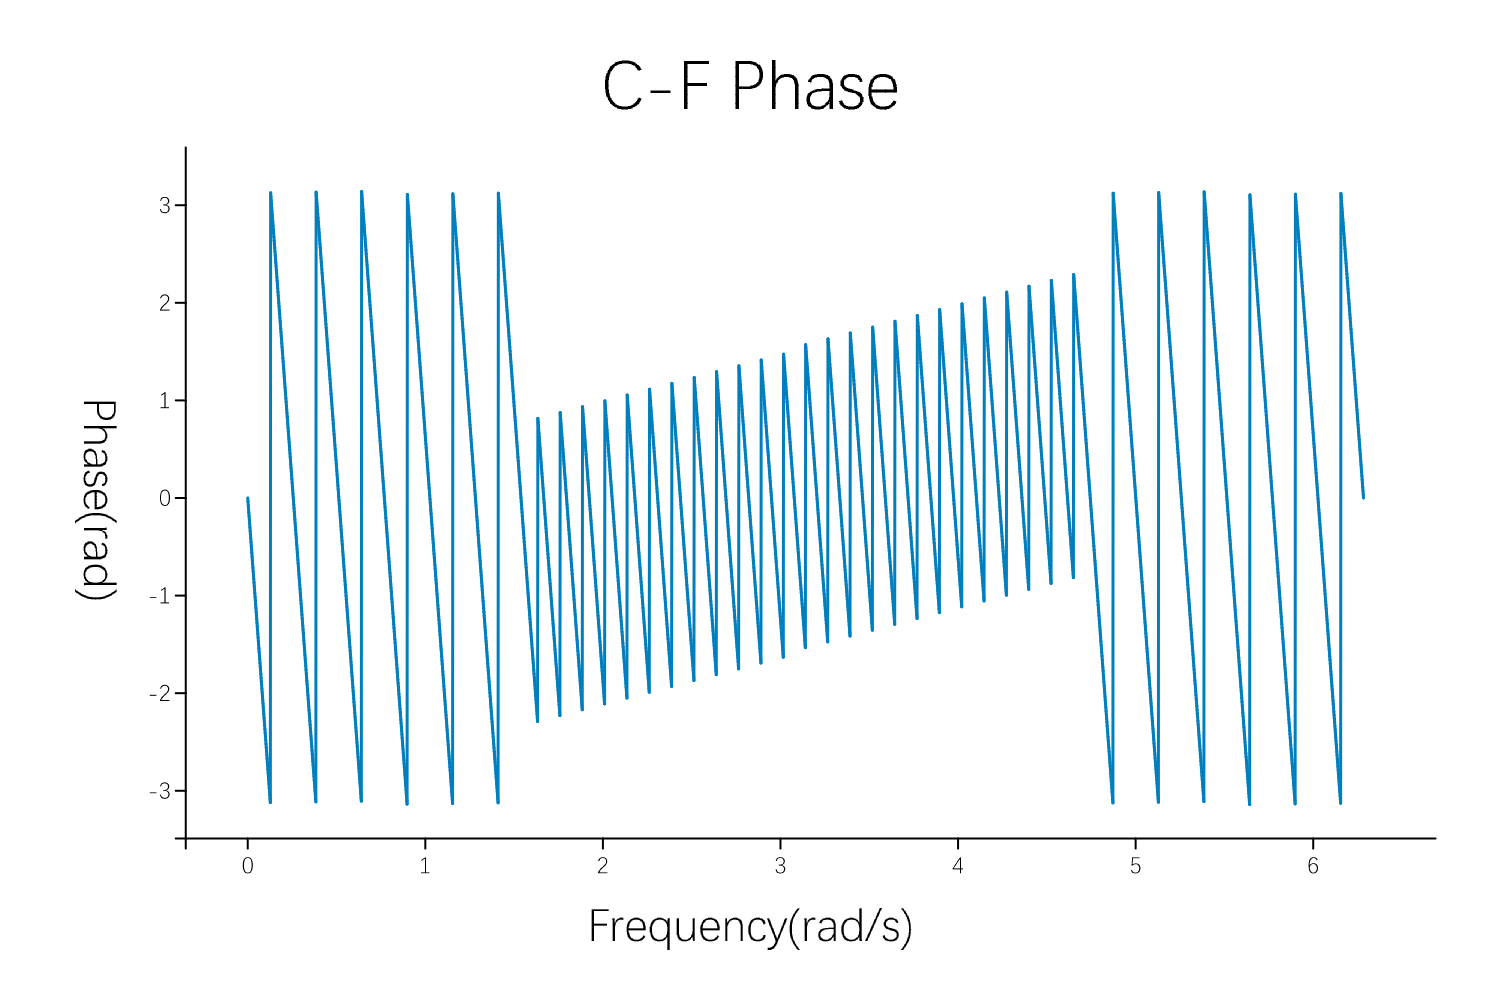 C-F Phase
Phase(rad)
3
2
1
0
-1
-2
-3
0 1 2 3 4 5 6
Frequency(rad/s)